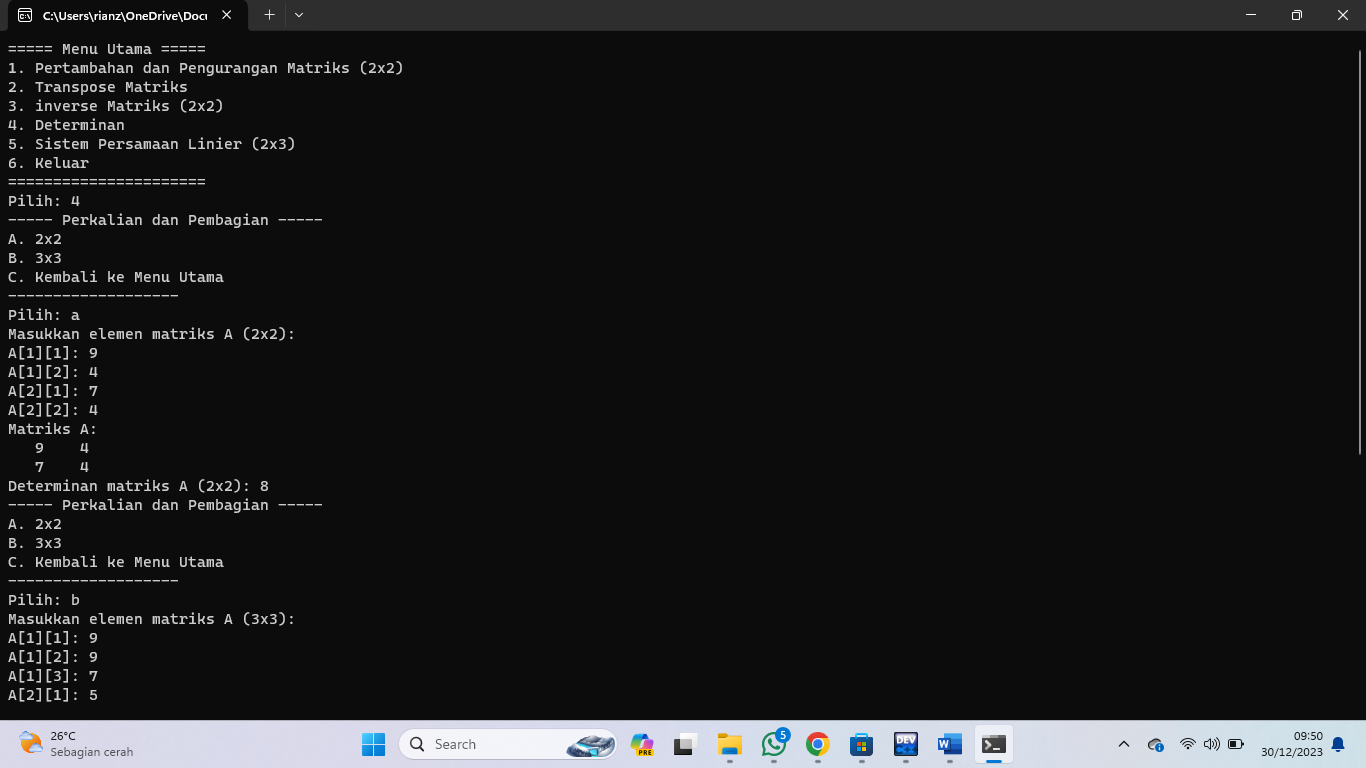 C:\Users\rianz\OneDrive\Docu
===== Menu Utama =====
1. Pertambahan dan Pengurangan Matriks (2x2)
2. Transpose Matriks
3. inverse Matriks (2x2)
4. Determinan
5. Sistem Persamaan Linier (2x3)
6. Keluar
======================
Pilih: 4
----- Perkalian dan Pembagian -----
A. 2x2
B. 3x3
C. Kembali ke Menu Utama
-------------------
Pilih: a
Masukkan elemen matriks A (2x2):
A[1][1]: 9
A[1][2]: 4
A[2][1]: 7
A[2][2]: 4
Matriks A:
   9    4
   7    4
Determinan matriks A (2x2): 8
----- Perkalian dan Pembagian -----
A. 2x2
B. 3x3
C. Kembali ke Menu Utama
-------------------
Pilih: b
Masukkan elemen matriks A (3x3):
A[1][1]: 9
A[1][2]: 9
A[1][3]: 7
A[2][1]: 5
26°C
Sebagian cerah
Search
PRE
5
DEV
W
09:50
30/12/2023